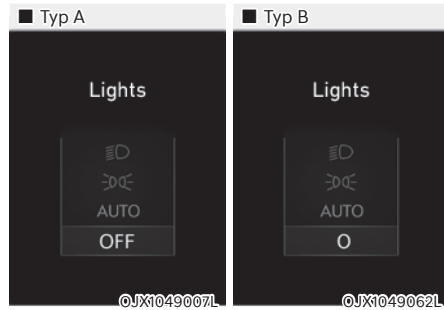 ■ Typ A
Lights
AUTO
OFF
OJX1049007L
■ Typ B
Lights
AUTO
O
OJX1049062L